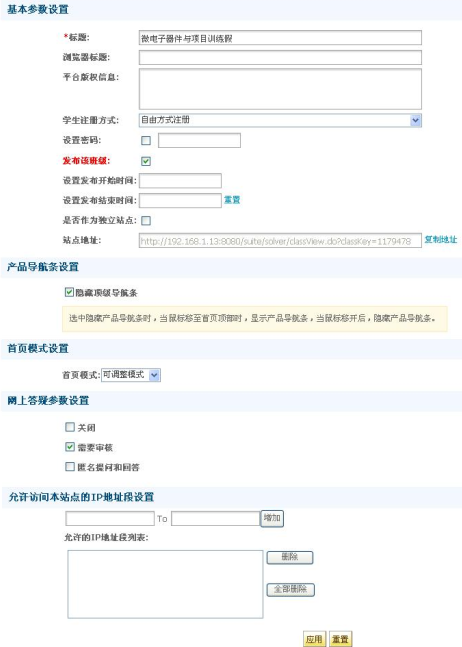 基本参数设置
*标题: 微电子器件与项目训练假
浏览器标题:
平台版权信息:
学生注册方式: 自由方式注册
设置密码:
发布该班级:
设置发布开始时间:
设置发布结束时间: 重置
是否作为独立站点:
站点地址: http://192.168.1.13:8080/suite/solver/classView.do?classKey=1179478 复制地址
产品导航条设置
隐藏顶级导航条
选中隐藏产品导航条时，当鼠标移至首页顶部时，显示产品导航条，当鼠标移开后，隐藏产品导航条。
首页模式设置
首页模式: 可调整模式
网上答疑参数设置
关闭
需要审核
匿名提问和回答
允许访问本站点的IP地址段设置
To 增加
允许的IP地址段列表:
删除
全部删除
应用 重置